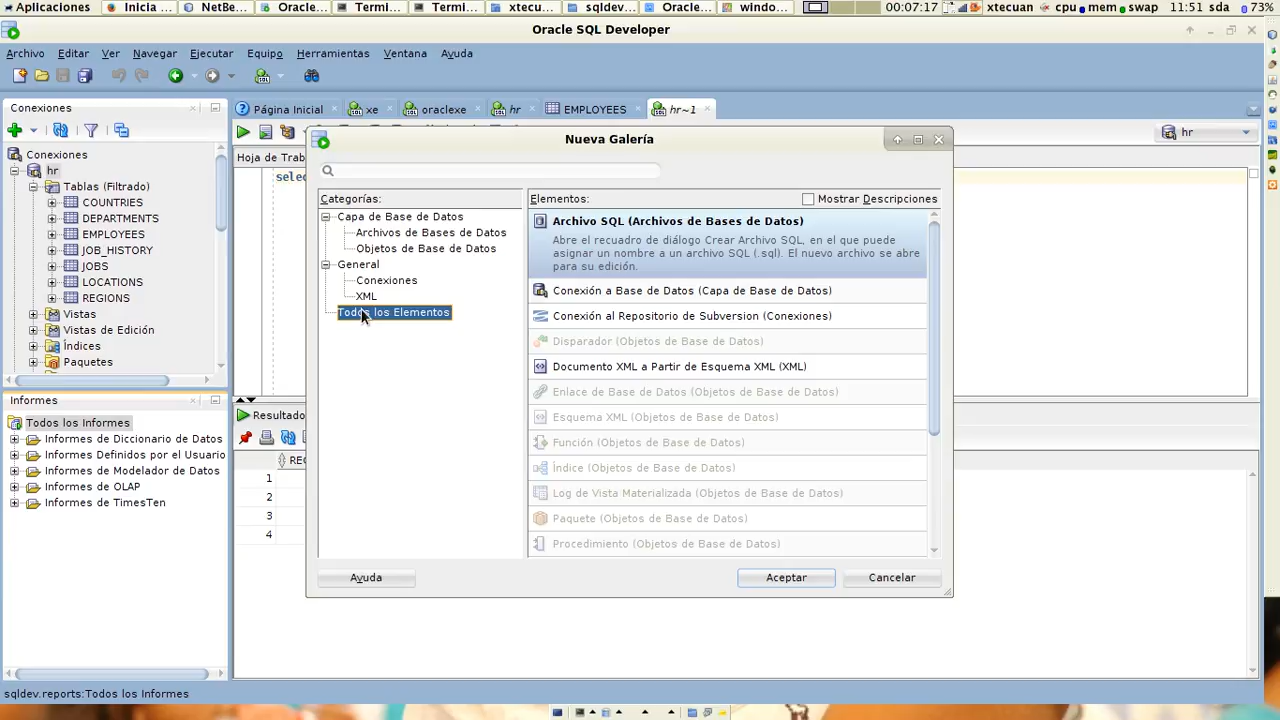 Aplicaciones Inicia ... NetBe... Oracle... Termi... Termi... xtecu... sqldev... Oracle... windo... 00:07:17 xtecuan cpu mem swap 11:51 sda 73%
Oracle SQL Developer
Archivo Editar Ver Navegar Ejecutar Equipo Herramientas Ventana Ayuda
Conexiones
Página Inicial xe oraclexe hr EMPLOYEES hr~1
hr
Conexiones
hr
Tablas (Filtrado)
COUNTRIES
DEPARTMENTS
EMPLOYEES
JOB_HISTORY
JOBS
LOCATIONS
REGIONS
Vistas
Vistas de Edición
Índices
Paquetes
Informes
Todos los Informes
Informes de Diccionario de Datos
Informes Definidos por el Usuario
Informes de Modelador de Datos
Informes de OLAP
Informes de TimesTen
Hoja de Trab
selec
Resultado
REG
1
2
3
4
Nueva Galería
Categorías:
Capa de Base de Datos
Archivos de Bases de Datos
Objetos de Base de Datos
General
Conexiones
XML
Todos los Elementos
Elementos: Mostrar Descripciones
Archivo SQL (Archivos de Bases de Datos)
Abre el recuadro de diálogo Crear Archivo SQL, en el que puede
asignar un nombre a un archivo SQL (.sql). El nuevo archivo se abre
para su edición.
Conexión a Base de Datos (Capa de Base de Datos)
Conexión al Repositorio de Subversion (Conexiones)
Disparador (Objetos de Base de Datos)
Documento XML a Partir de Esquema XML (XML)
Enlace de Base de Datos (Objetos de Base de Datos)
Esquema XML (Objetos de Base de Datos)
Función (Objetos de Base de Datos)
Índice (Objetos de Base de Datos)
Log de Vista Materializada (Objetos de Base de Datos)
Paquete (Objetos de Base de Datos)
Procedimiento (Objetos de Base de Datos)
Ayuda Aceptar Cancelar
sqldev.reports:Todos los Informes